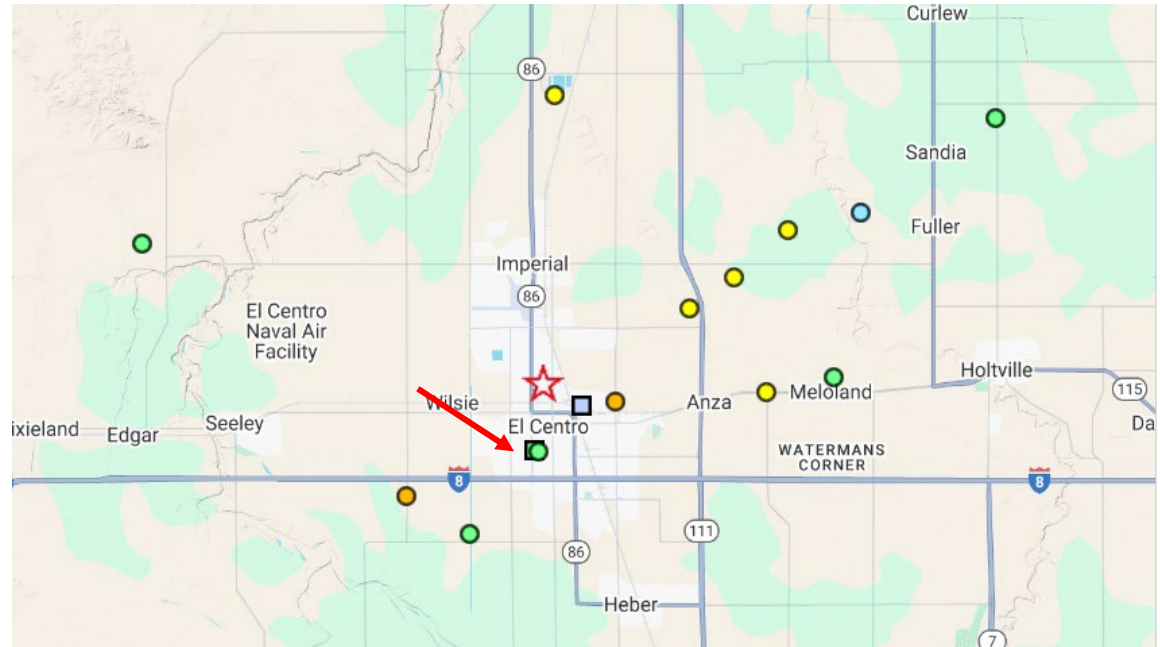 Curlew
86
Sandia
Fuller
Imperial
86
El Centro
Naval Air
Facility
Holtville
115
Wilsie
Anza
Meloland
ixieland
Edgar
Seeley
El Centro
Da
WATERMANS
CORNER
8
8
111
86
Heber
7